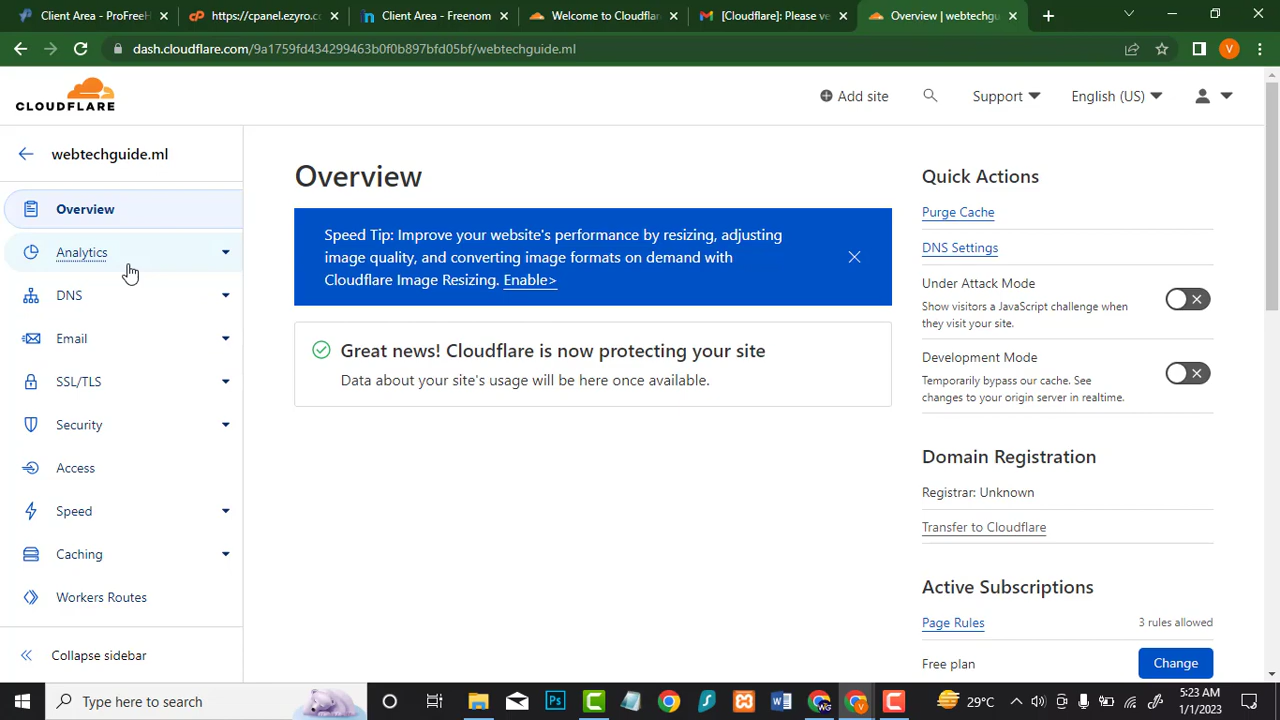 Client Area - ProFreeH
https://cpanel.ezyro.co
Client Area - Freenom
Welcome to Cloudflar
[Cloudflare]: Please ve
Overview | webtechgu
dash.cloudflare.com/9a1759fd434299463b0f0b897bfd05bf/webtechguide.ml
V
CLOUDFLARE
Add site
Support
English (US)
webtechguide.ml
Overview
Analytics
DNS
Email
SSL/TLS
Security
Access
Speed
Caching
Workers Routes
Collapse sidebar
Overview
Speed Tip: Improve your website's performance by resizing, adjusting
image quality, and converting image formats on demand with
Cloudflare Image Resizing. Enable>
Great news! Cloudflare is now protecting your site
Data about your site's usage will be here once available.
Quick Actions
Purge Cache
DNS Settings
Under Attack Mode
Show visitors a JavaScript challenge when
they visit your site.
Development Mode
Temporarily bypass our cache. See
changes to your origin server in realtime.
Domain Registration
Registrar: Unknown
Transfer to Cloudflare
Active Subscriptions
Page Rules
3 rules allowed
Free plan
Change
Type here to search
29°C
5:23 AM
1/1/2023